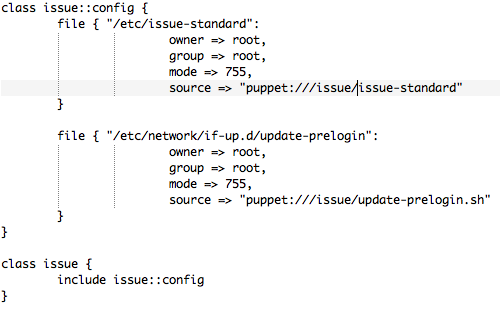 class issue::config {
file { "/etc/issue-standard":
owner => root,
group => root,
mode => 755,
source => "puppet:///issue/issue-standard"
}
file { "/etc/network/if-up.d/update-prelogin":
owner => root,
group => root,
mode => 755,
source => "puppet:///issue/update-prelogin.sh"
}
}
class issue {
include issue::config
}